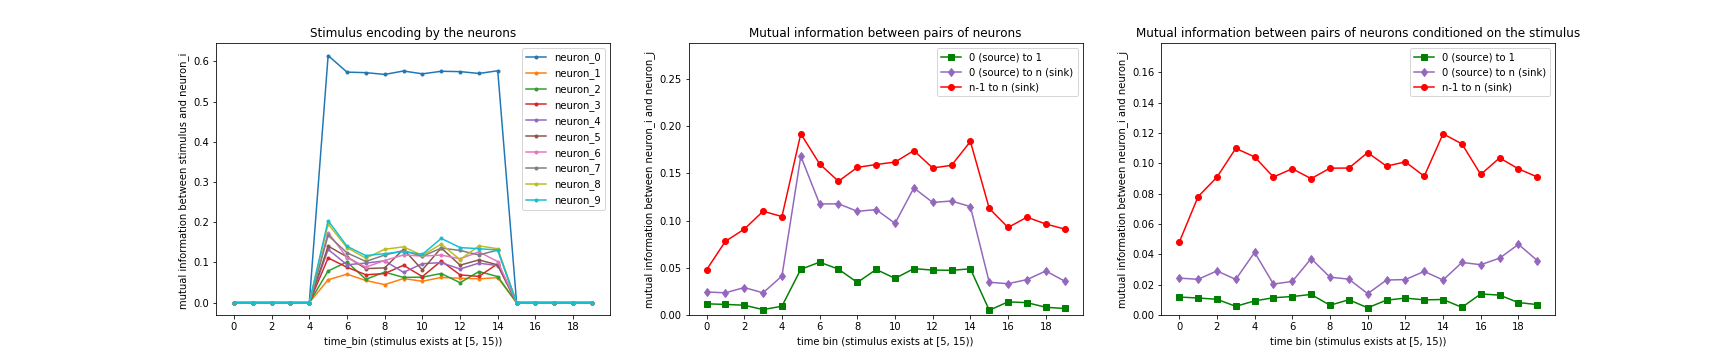 Stimulus encoding by the neurons
mutual information between stimulus and neuron_i
0.6
0.5
0.4
0.3
0.2
0.1
0.0
neuron_0
neuron_1
neuron_2
neuron_3
neuron_4
neuron_5
neuron_6
neuron_7
neuron_8
neuron_9
0 2 4 6 8 10 12 14 16 18
time_bin (stimulus exists at [5, 15))
Mutual information between pairs of neurons
mutual information between neuron_i and neuron_j
0.25
0.20
0.15
0.10
0.05
0.00
0 (source) to 1
0 (source) to n (sink)
n-1 to n (sink)
0 2 4 6 8 10 12 14 16 18
time bin (stimulus exists at [5, 15))
Mutual information between pairs of neurons conditioned on the stimulus
mutual information between neuron_i and neuron_j
0.16
0.14
0.12
0.10
0.08
0.06
0.04
0.02
0.00
0 (source) to 1
0 (source) to n (sink)
n-1 to n (sink)
0 2 4 6 8 10 12 14 16 18
time bin (stimulus exists at [5, 15))